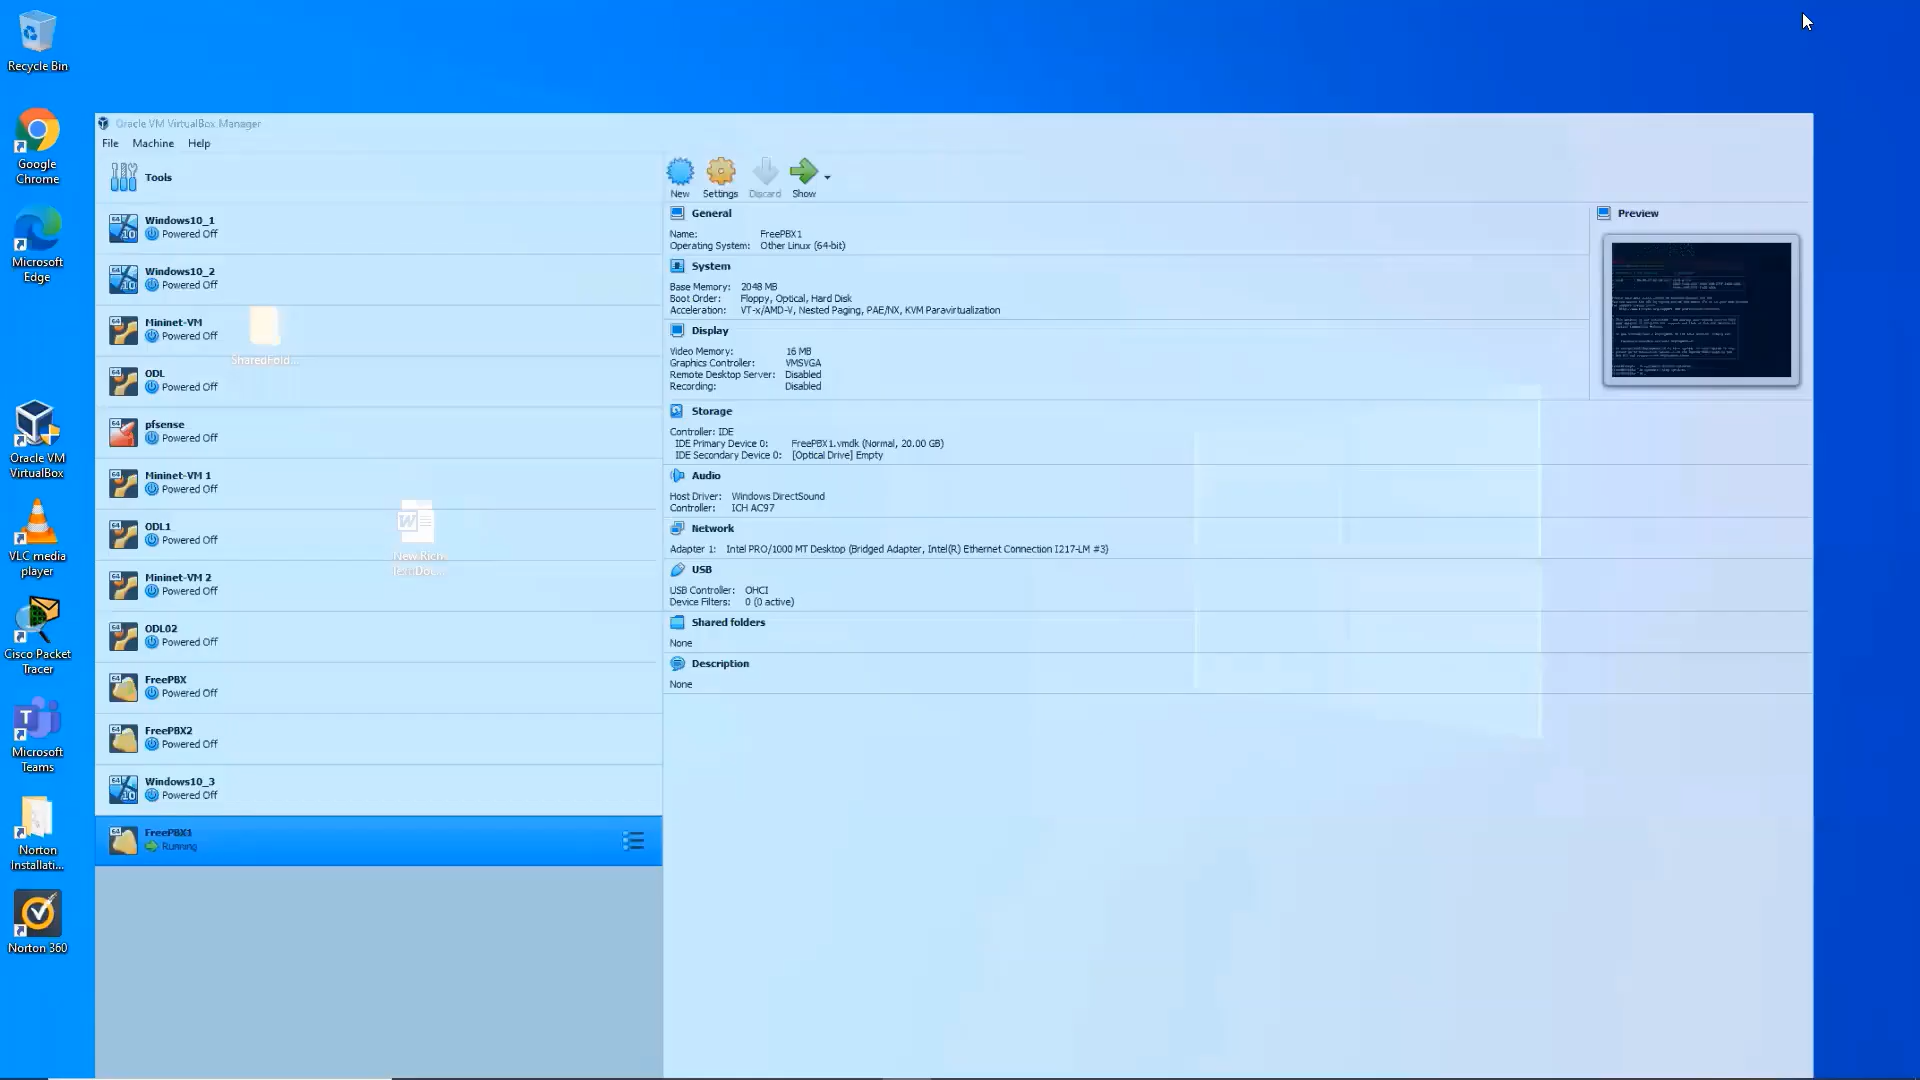 Recycle Bin
Google
Chrome
Microsoft
Edge
Oracle VM
VirtualBox
VLC media
player
Cisco Packet
Tracer
Microsoft
Teams
Norton
Installati...
Norton 360
Oracle VM VirtualBox Manager
File Machine Help
Tools
Windows10_1
Powered Off
Windows10_2
Powered Off
Mininet-VM
Powered Off
SharedFold...
ODL
Powered Off
pfsense
Powered Off
Mininet-VM 1
Powered Off
New Rich
Text Doc...
ODL1
Powered Off
Mininet-VM 2
Powered Off
ODL02
Powered Off
FreePBX
Powered Off
FreePBX2
Powered Off
Windows10_3
Powered Off
FreePBX1
Running
New Settings Discard Show
General
Name: FreePBX1
Operating System: Other Linux (64-bit)
System
Base Memory: 2048 MB
Boot Order: Floppy, Optical, Hard Disk
Acceleration: VT-x/AMD-V, Nested Paging, PAE/NX, KVM Paravirtualization
Display
Video Memory: 16 MB
Graphics Controller: VMSVGA
Remote Desktop Server: Disabled
Recording: Disabled
Storage
Controller: IDE
IDE Primary Device 0: FreePBX1.vmdk (Normal, 20.00 GB)
IDE Secondary Device 0: [Optical Drive] Empty
Audio
Host Driver: Windows DirectSound
Controller: ICH AC97
Network
Adapter 1: Intel PRO/1000 MT Desktop (Bridged Adapter, Intel(R) Ethernet Connection I217-LM #3)
USB
USB Controller: OHCI
Device Filters: 0 (0 active)
Shared folders
None
Description
None
Preview